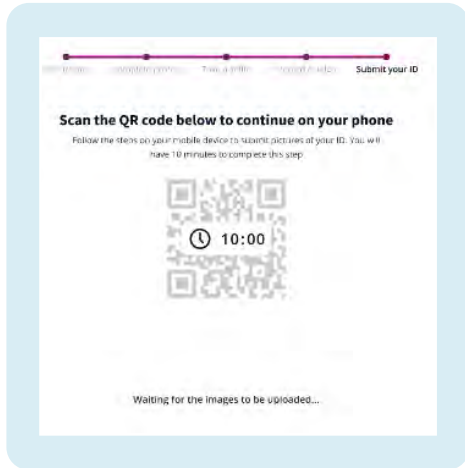 Submit your ID
Scan the QR code below to continue on your phone
Follow the steps on your mobile device to submit pictures of your ID. You will
have 10 minutes to complete this step
10:00
Waiting for the images to be uploaded...